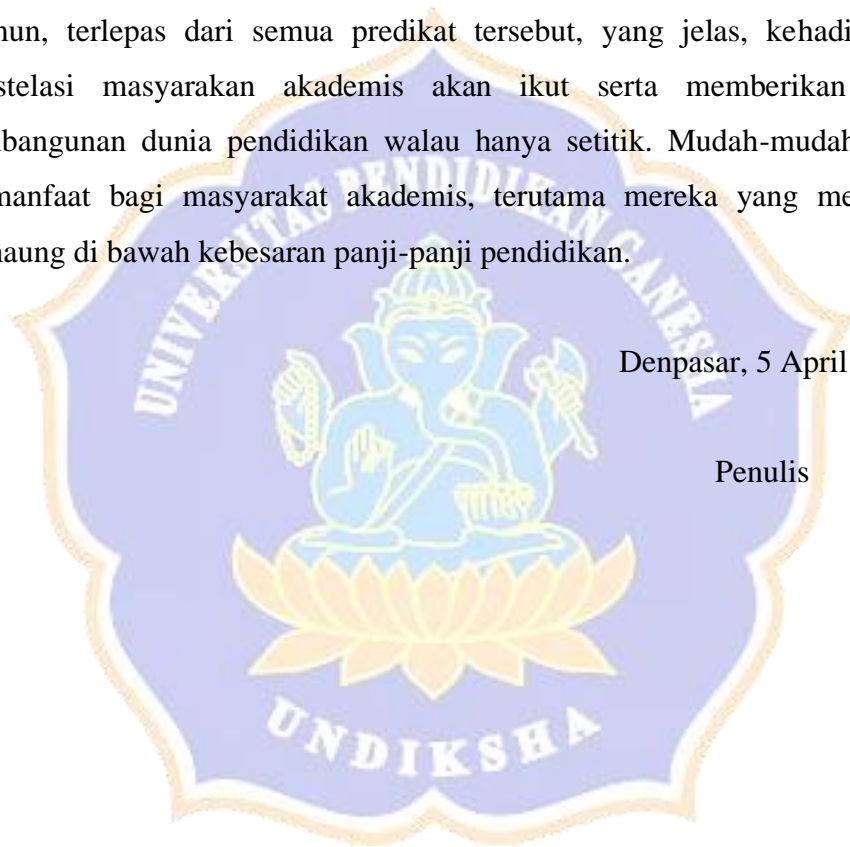 mun, terlepas dari semua predikat tersebut, yang jelas, kehadi
stelasi masyarakan akademis akan ikut serta memberikan
nbangunan dunia pendidikan walau hanya setitik. Mudah-mudah
manfaat bagi masyarakat akademis, terutama mereka yang me
naung di bawah kebesaran panji-panji pendidikan.
UNIVERSITAS PENDIDIKAN GANESHA
Denpasar, 5 April
Penulis
UNDIKSHA